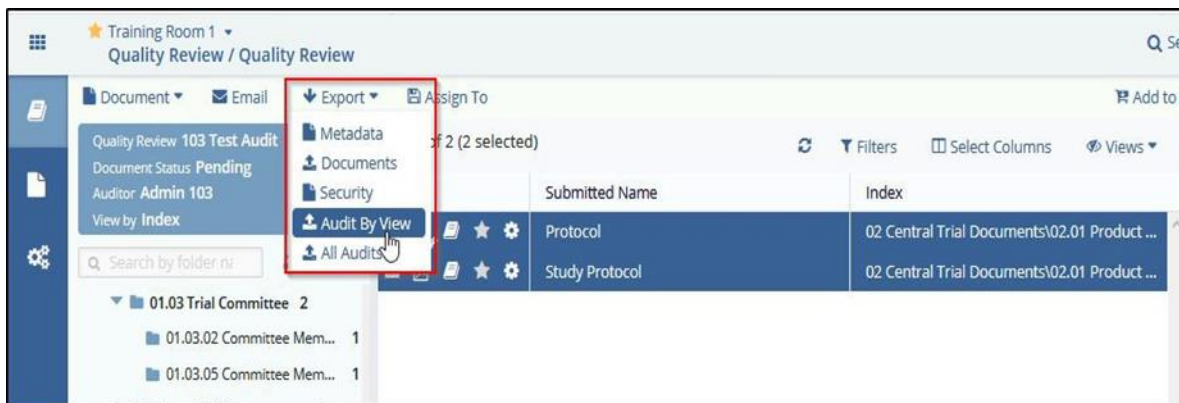 Training Room 1
Quality Review / Quality Review
Document
Email
Export
Assign To
Add to
Quality Review 103 Test Audit
Document Status Pending
Auditor Admin 103
View by Index
Metadata
Documents
Security
Audit By View
All Audits
of 2 (2 selected)
Filters
Select Columns
Views
Submitted Name
Index
Protocol
02 Central Trial Documents\02.01 Product ...
Study Protocol
02 Central Trial Documents\02.01 Product ...
Search by folder
01.03 Trial Committee 2
01.03.02 Committee Mem... 1
01.03.05 Committee Mem... 1